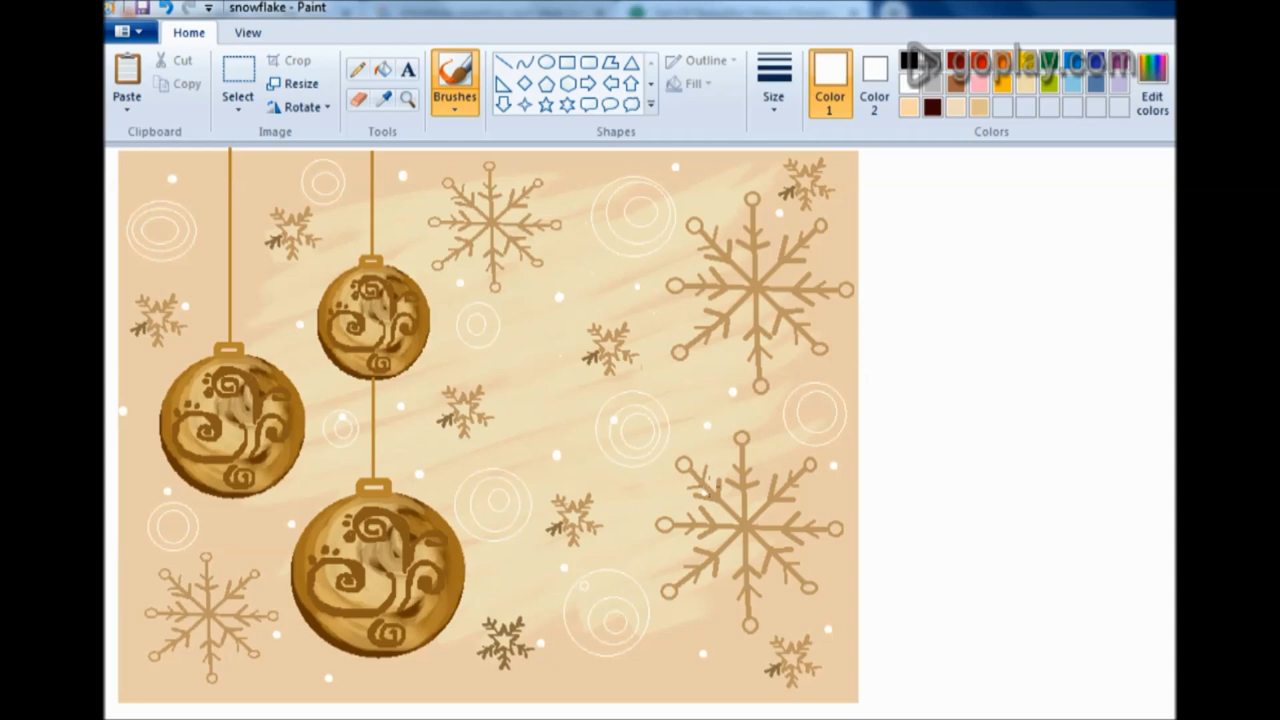 snowflake - Paint
Home
View
Paste
Cut
Copy
Clipboard
Select
Crop
Resize
Rotate
Image
A
Tools
Brushes
Shapes
Outline
Fill
Size
Color
1
Color
2
Colors
Edit
colors
goplay.com